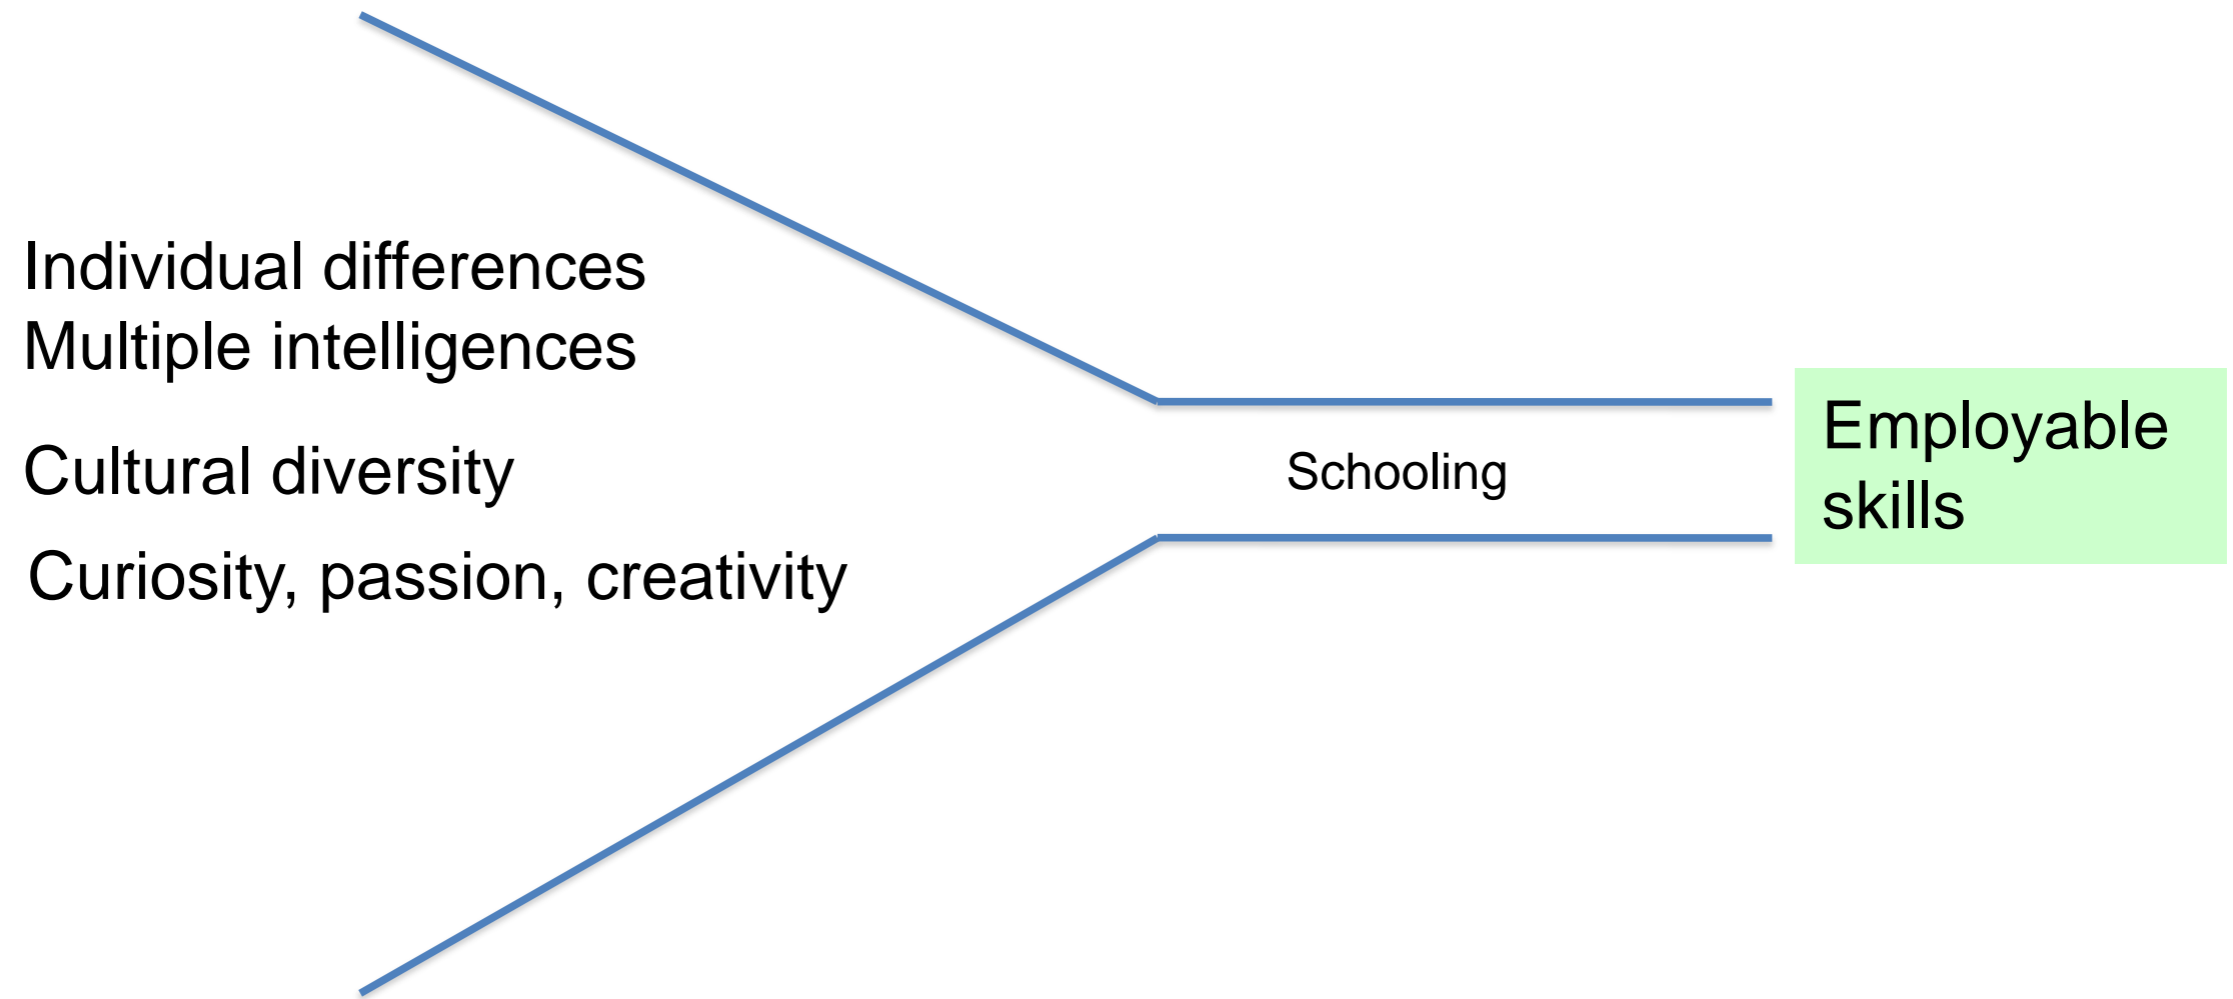 Individual differences
Multiple intelligences
Cultural diversity
Curiosity, passion, creativity
Schooling
Employable
skills